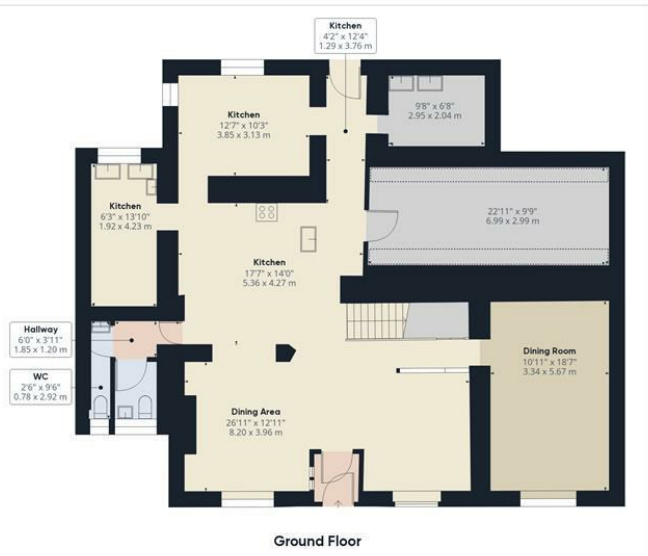 Kitchen
4'2" x 12'4"
1.29 x 3.76 m
Kitchen
12'7" x 10'3"
3.85 x 3.13 m
9'8" x 6'8"
2.95 x 2.04 m
Kitchen
6'3" x 13'10"
1.92 x 4.23 m
22'11" x 9'9"
6.99 x 2.99 m
Kitchen
17'7" x 14'0"
5.36 x 4.27 m
Hallway
6'0" x 3'11"
1.85 x 1.20 m
WC
2'6" x 9'6"
0.78 x 2.92 m
Dining Room
10'11" x 18'7"
3.34 x 5.67 m
Dining Area
26'11" x 12'11"
8.20 x 3.96 m
Ground Floor